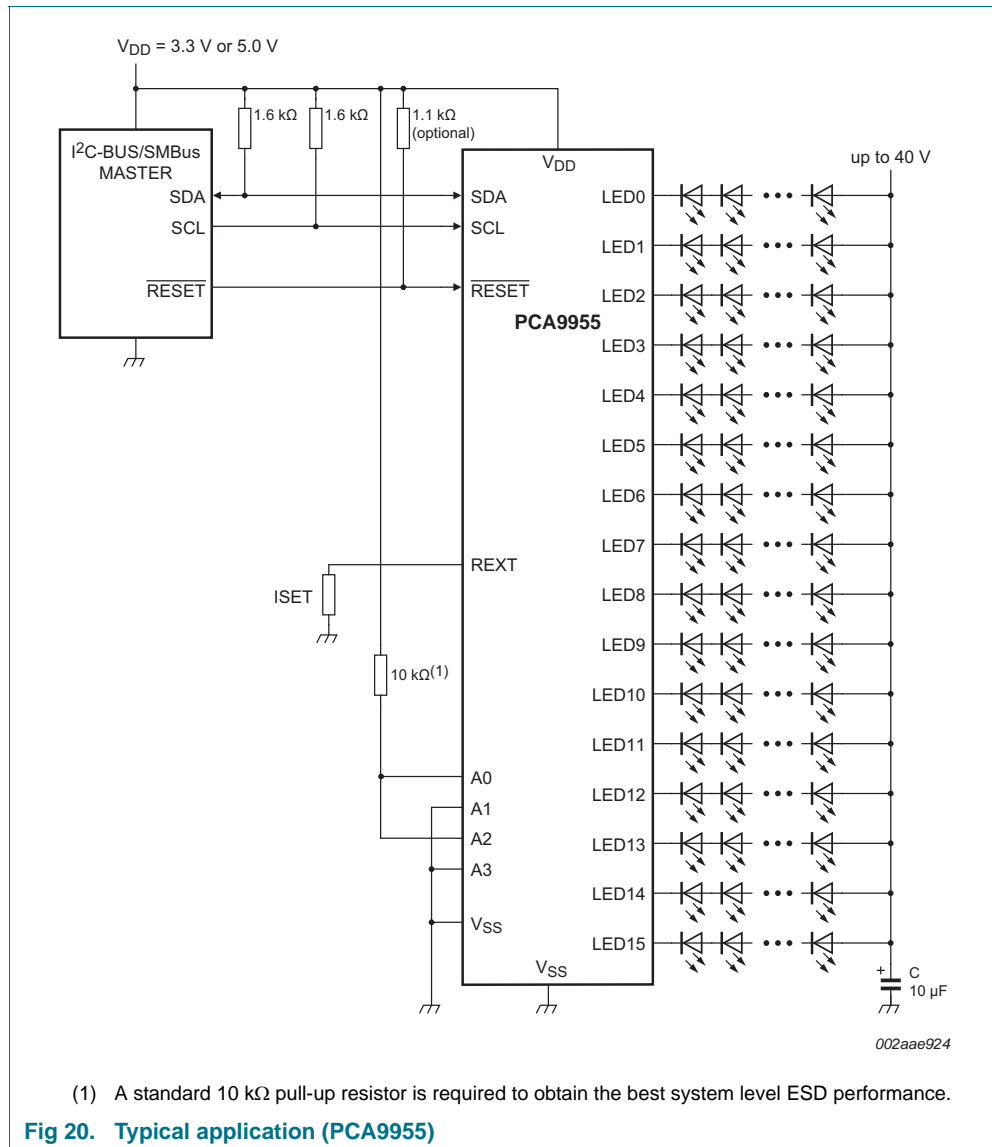 VDD = 3.3 V or 5.0 V
1.6 kΩ
1.6 kΩ
1.1 kΩ
(optional)
I2C-BUS/SMBus
MASTER
SDA
SCL
RESET
VDD
SDA
SCL
RESET
PCA9955
REXT
ISET
10 kΩ(1)
A0
A1
A2
A3
VSS
VSS
LED0
LED1
LED2
LED3
LED4
LED5
LED6
LED7
LED8
LED9
LED10
LED11
LED12
LED13
LED14
LED15
up to 40 V
+
C
10 μF
002aae924
(1) A standard 10 kΩ pull-up resistor is required to obtain the best system level ESD performance.
Fig 20. Typical application (PCA9955)